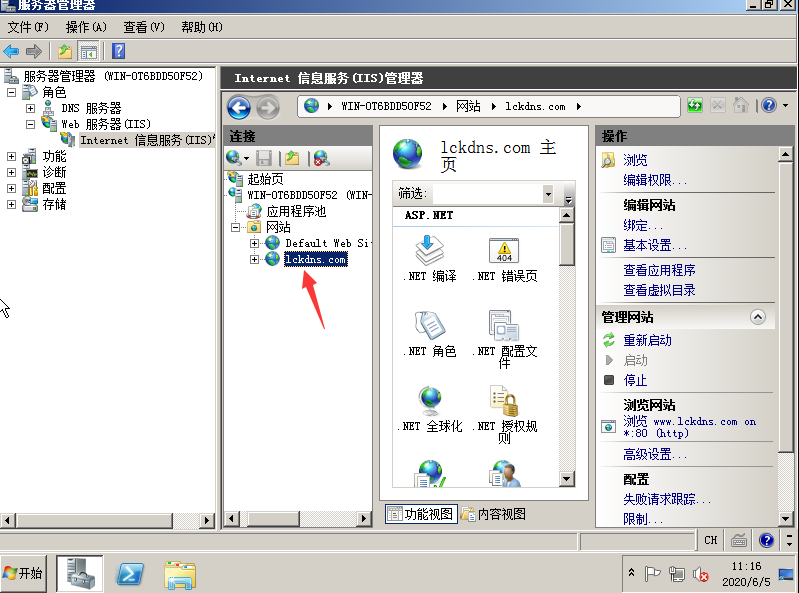 服务器管理器
文件(F) 操作(A) 查看(V) 帮助(H)
服务器管理器 (WIN-0T6BDD5OF52)
角色
DNS 服务器
Web 服务器(IIS)
Internet 信息服务(IIS)
功能
诊断
配置
存储
Internet 信息服务(IIS)管理器
WIN-0T6BDD5OF52 网站 lckdns.com
连接
起始页
WIN-0T6BDD5OF52 (WIN-
应用程序池
网站
Default Web Si
lckdns.com
lckdns.com 主
页
筛选:
ASP.NET
.NET 编译 .NET 错误页
404
.NET 角色 .NET 配置文
件
.NET 全球化 .NET 授权规
则
功能视图 内容视图
操作
浏览
编辑权限...
编辑网站
绑定...
基本设置...
查看应用程序
查看虚拟目录
管理网站
重新启动
启动
停止
浏览网站
浏览 www.lckdns.com on
*:80 (http)
高级设置...
配置
失败请求跟踪...
限制...
CH
开始
11:16
2020/6/5